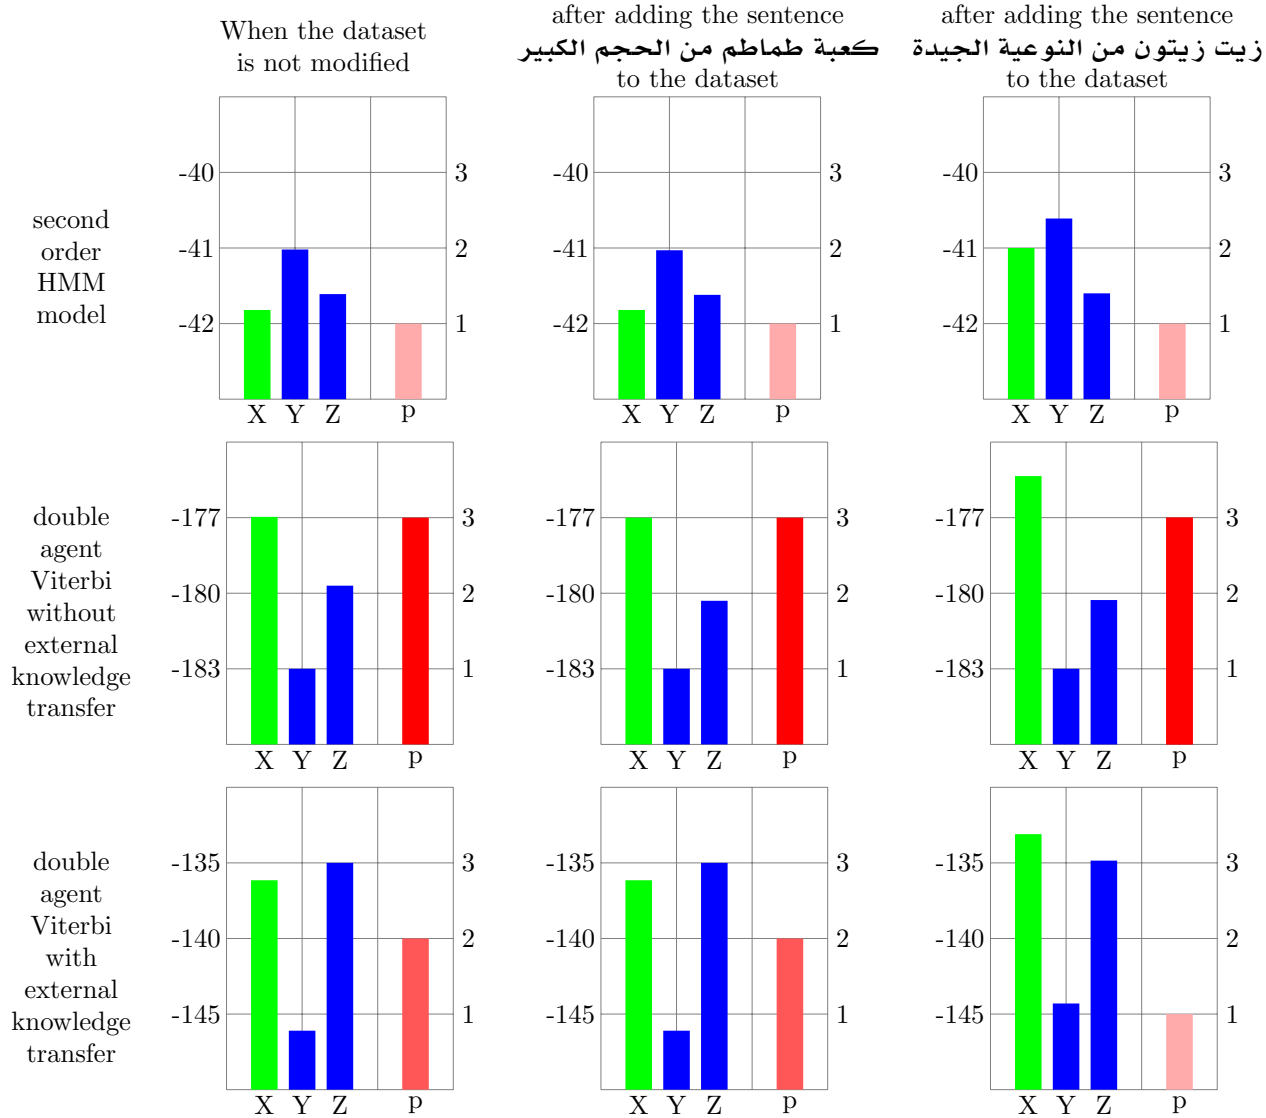 When the dataset
is not modified
after adding the sentence
كعبة طماطم من الحجم الكبير
to the dataset
after adding the sentence
زيت زيتون من النوعية الجيدة
to the dataset
second
order
HMM
model
-40
-41
-42
3
2
1
X Y Z p
-40
-41
-42
3
2
1
X Y Z p
-40
-41
-42
3
2
1
X Y Z p
double
agent
Viterbi
without
external
knowledge
transfer
-177
-180
-183
3
2
1
X Y Z p
-177
-180
-183
3
2
1
X Y Z p
-177
-180
-183
3
2
1
X Y Z p
double
agent
Viterbi
with
external
knowledge
transfer
-135
-140
-145
3
2
1
X Y Z p
-135
-140
-145
3
2
1
X Y Z p
-135
-140
-145
3
2
1
X Y Z p